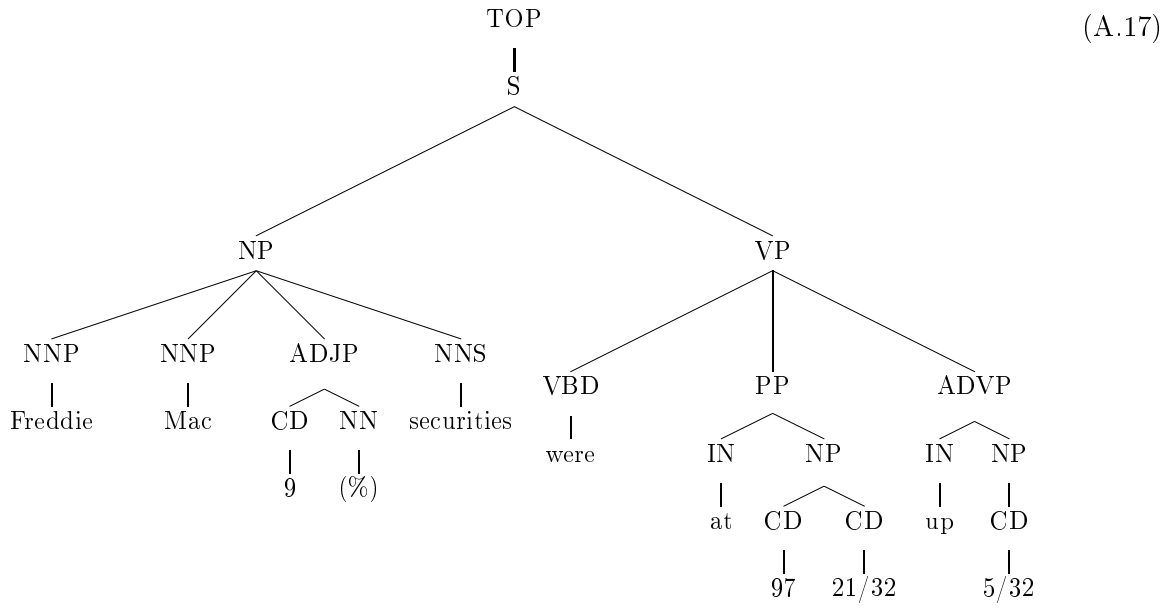 TOP (A.17)
S
NP VP
NNP NNP ADJP NNS
VBD PP ADVP
Freddie Mac CD NN securities
were IN NP IN NP
9 (%)
at CD CD up CD
97 21/32 5/32